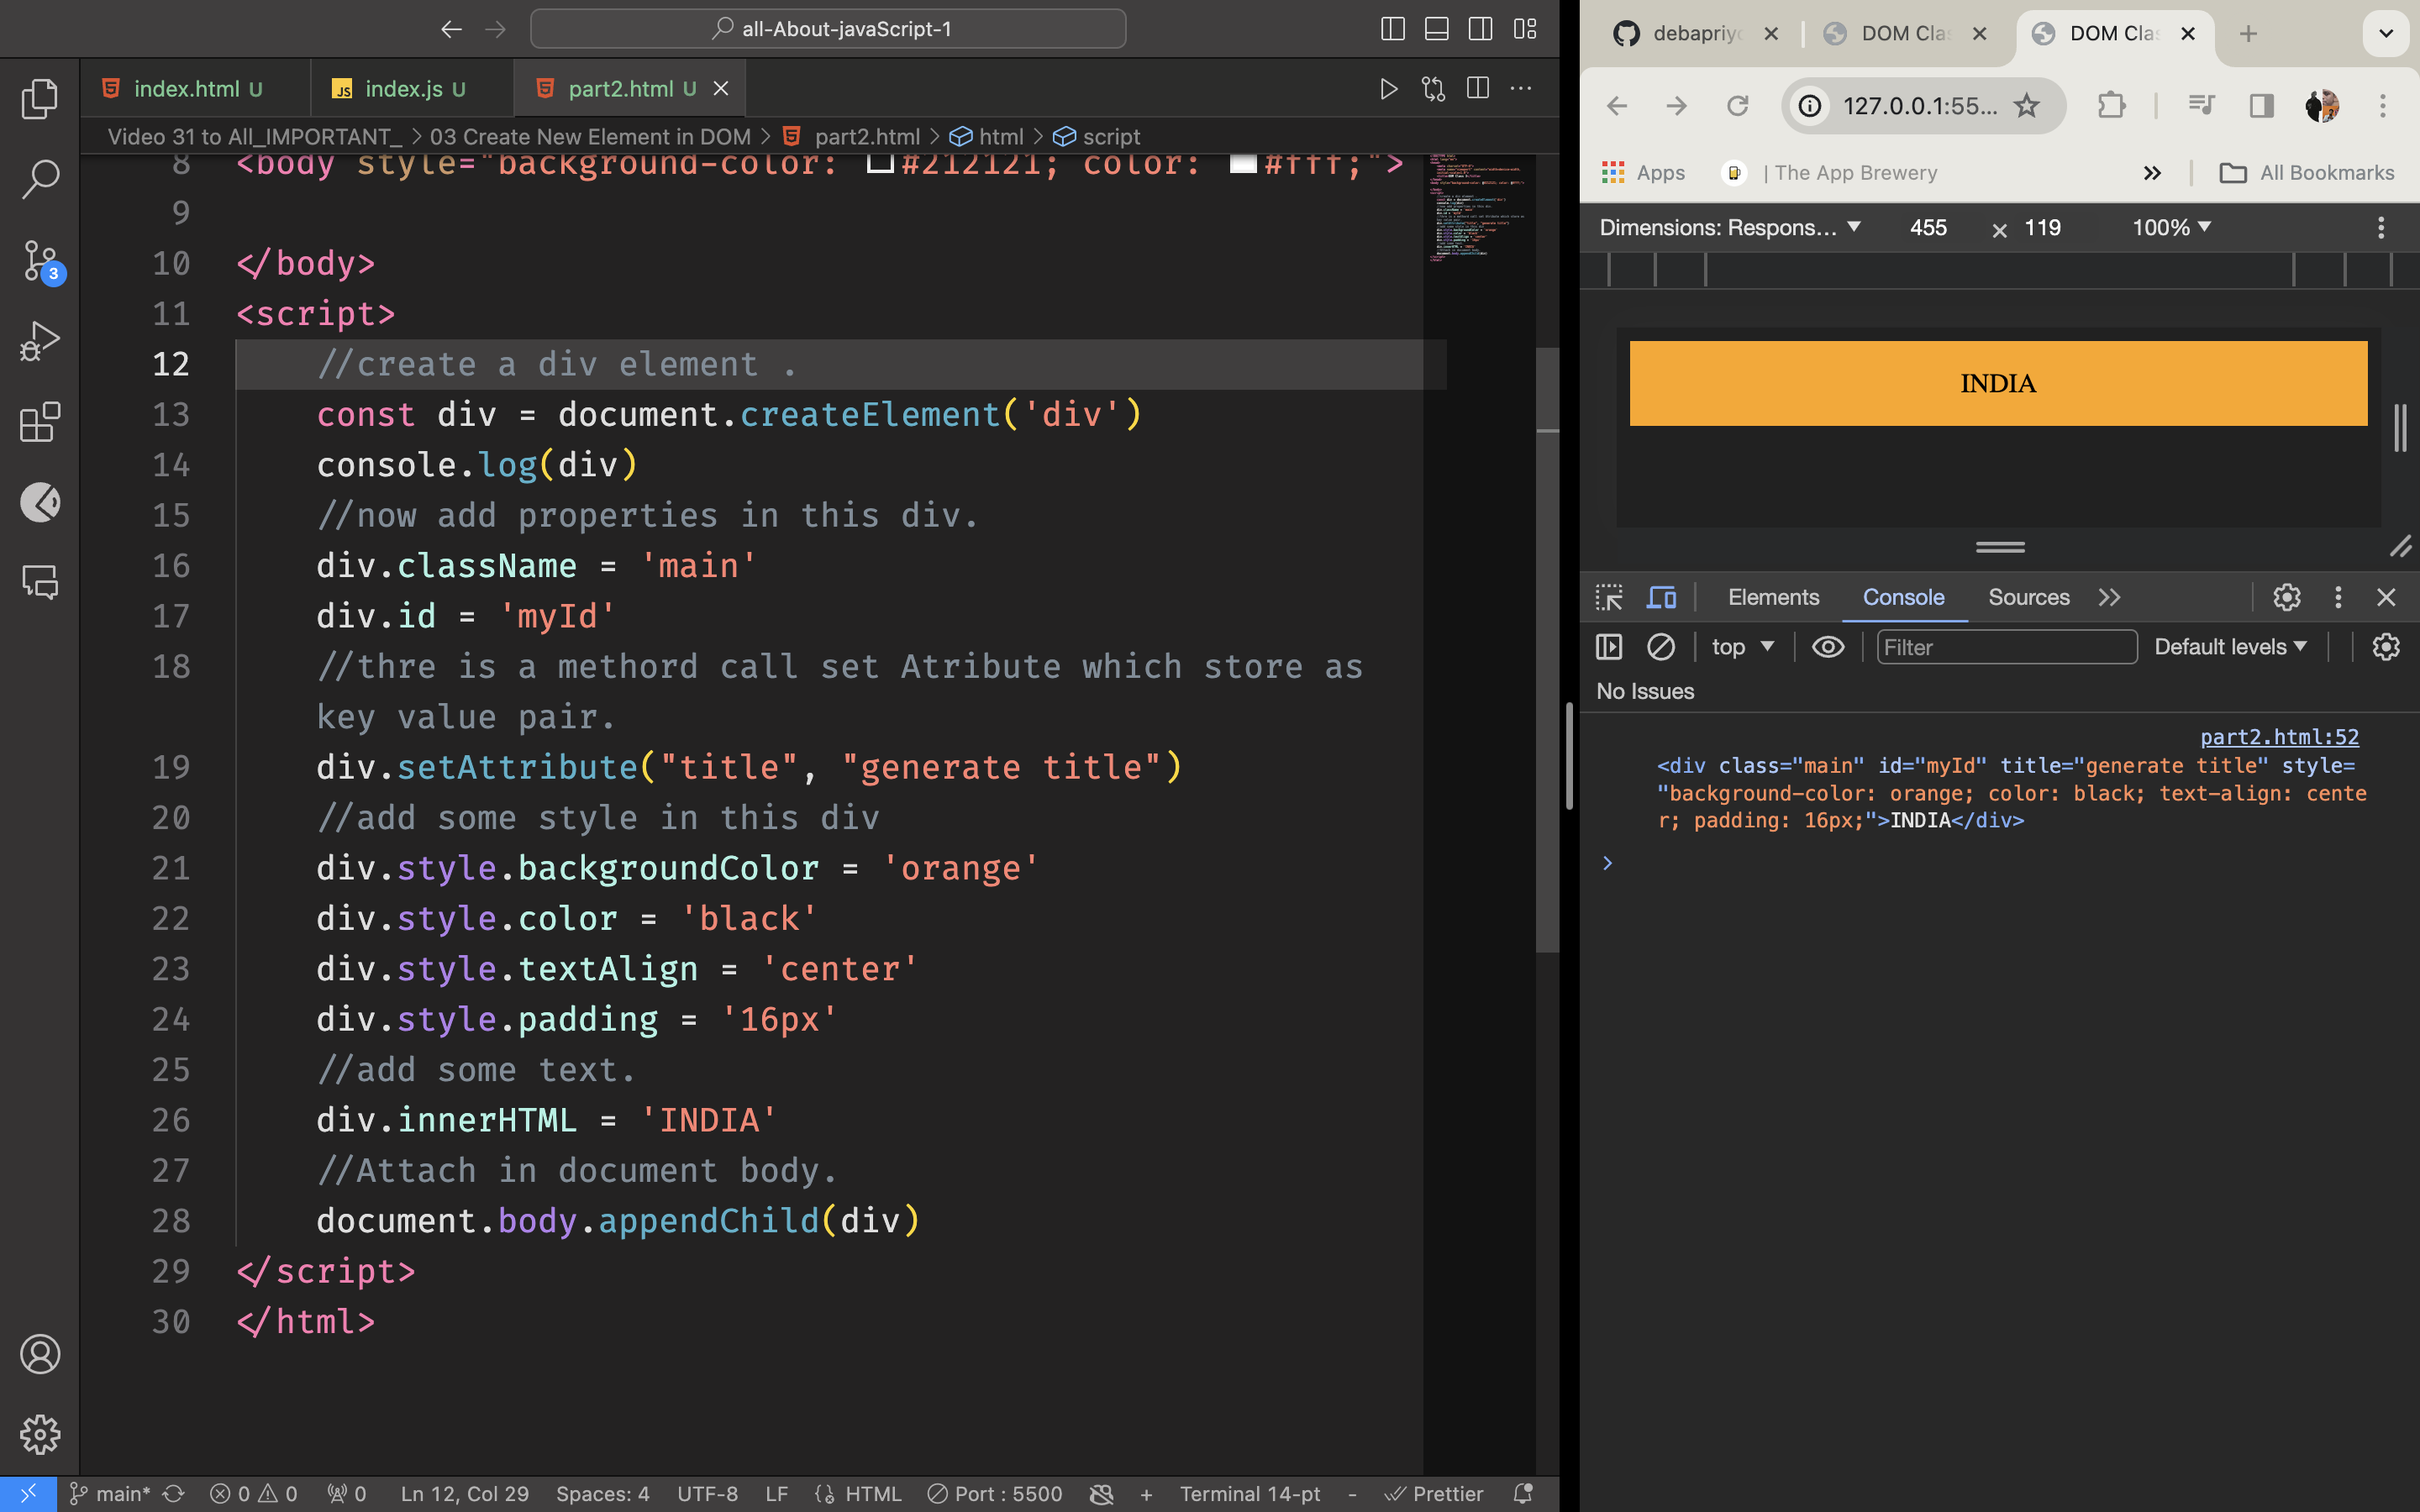 all-About-javaScript-1
index.html U
index.js U
part2.html U
Video 31 to All_IMPORTANT_ > 03 Create New Element in DOM > part2.html > html > script
8 <body style="background-color: #212121; color: #fff;">
9
10 </body>
11 <script>
12 //create a div element .
13 const div = document.createElement('div')
14 console.log(div)
15 //now add properties in this div.
16 div.className = 'main'
17 div.id = 'myId'
18 //thre is a methord call set Atribute which store as
key value pair.
19 div.setAttribute("title", "generate title")
20 //add some style in this div
21 div.style.backgroundColor = 'orange'
22 div.style.color = 'black'
23 div.style.textAlign = 'center'
24 div.style.padding = '16px'
25 //add some text.
26 div.innerHTML = 'INDIA'
27 //Attach in document body.
28 document.body.appendChild(div)
29 </script>
30 </html>
3
main* 0 0 0 Ln 12, Col 29 Spaces: 4 UTF-8 LF HTML Port : 5500 + Terminal 14-pt - Prettier
debapriyo
DOM Clas
DOM Clas
127.0.0.1:55...
Apps | The App Brewery » All Bookmarks
Dimensions: Respons... 455 × 119 100%
INDIA
Elements Console Sources
top Filter Default levels
No Issues
part2.html:52
<div class="main" id="myId" title="generate title" style=
"background-color: orange; color: black; text-align: cente
r; padding: 16px;">INDIA</div>